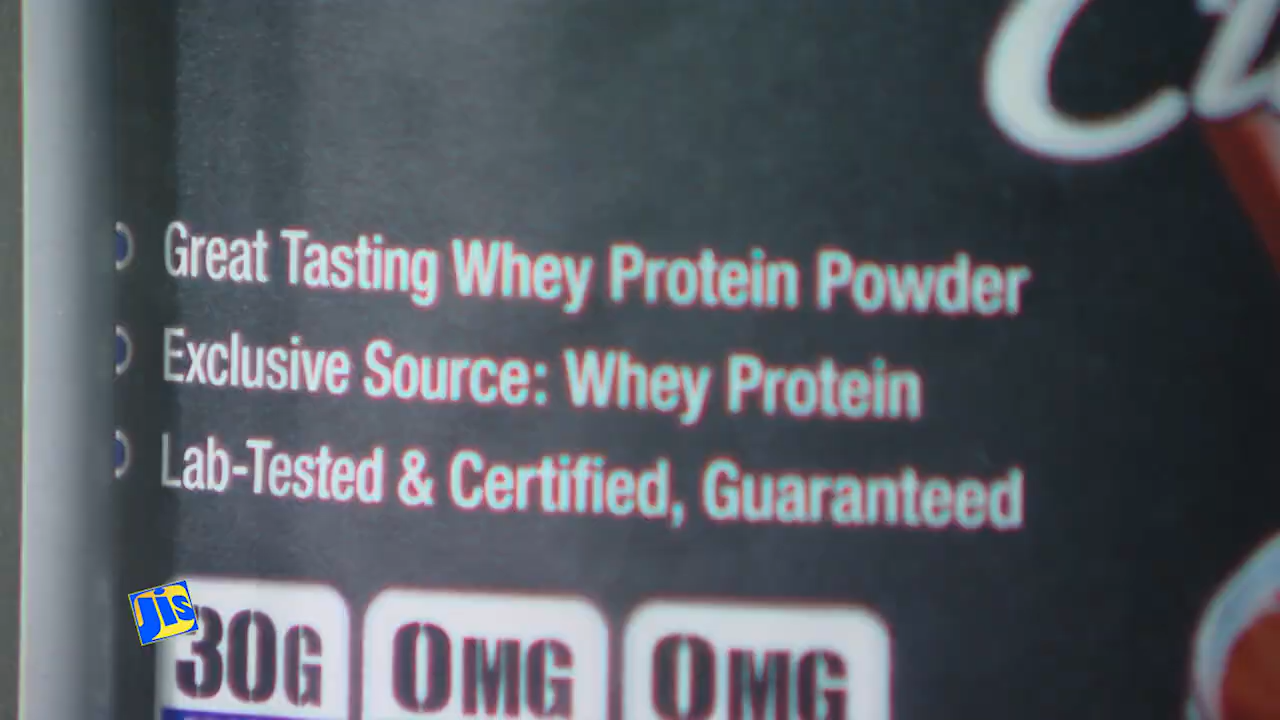 Great Tasting Whey Protein Powder
Exclusive Source: Whey Protein
Lab-Tested & Certified, Guaranteed
Jis
30G 0MG 0MG